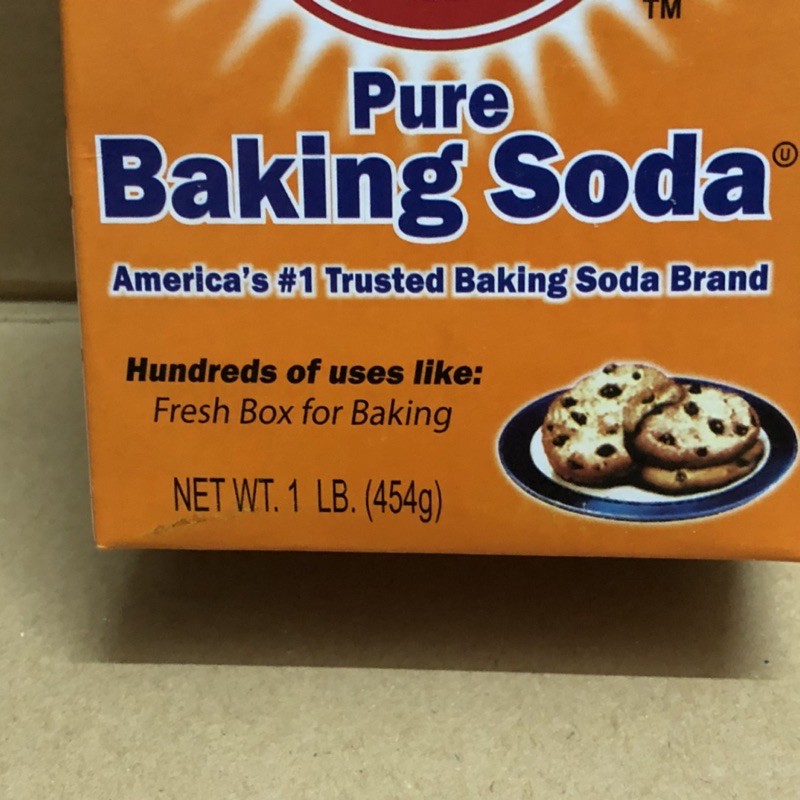 TM
Pure
Baking Soda Ⓤ
America's #1 Trusted Baking Soda Brand
Hundreds of uses like:
Fresh Box for Baking
NET WT. 1 LB. (454g)